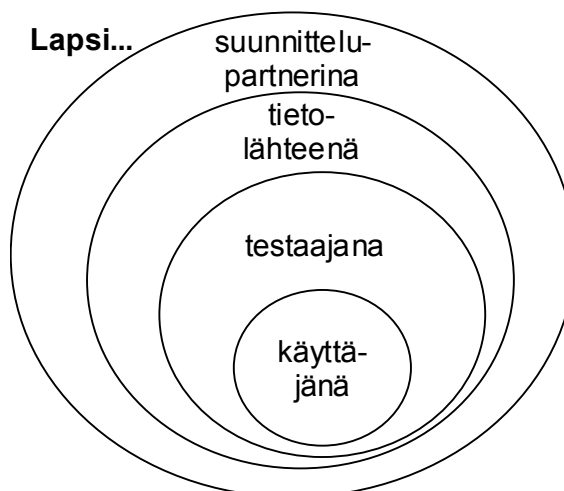 Lapsi...
suunnittelu-
partnerina
tieto-
lähteenä
testaajana
käyttä-
jänä